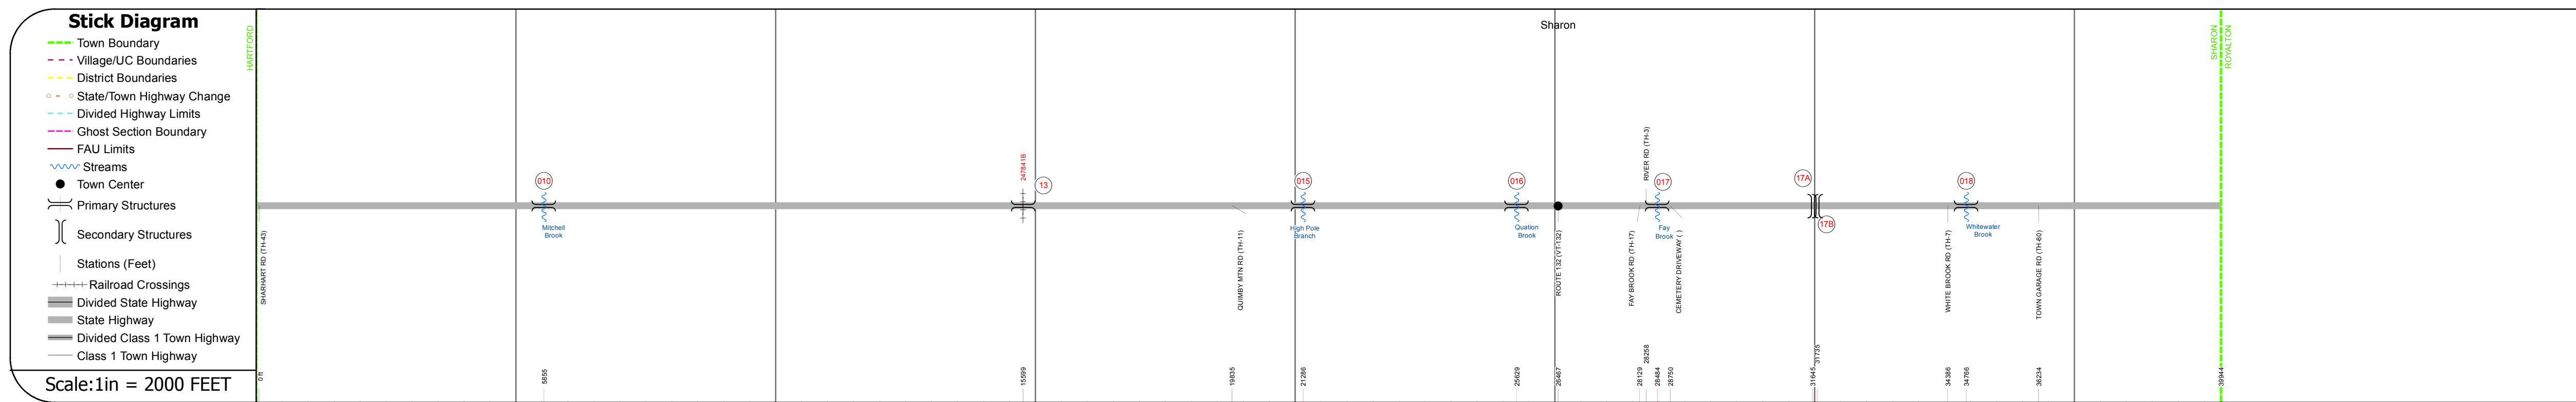 Stick Diagram
Town Boundary
Village/UC Boundaries
District Boundaries
State/Town Highway Change
Divided Highway Limits
Ghost Section Boundary
FAU Limits
Streams
Town Center
Primary Structures
Secondary Structures
Stations (Feet)
Railroad Crossings
Divided State Highway
State Highway
Divided Class 1 Town Highway
Class 1 Town Highway
Scale:1in = 2000 FEET
HARTFORD
Sharon
SHARON
ROYALTON
247841B
RIVER RD (TH-3)
010
13
015
016
017
17A
018
17B
Mitchell
Brook
High Pole
Branch
Quation
Brook
Fay
Brook
Whitewater
Brook
SHARHART RD (TH-43)
QUIMBY MTN RD (TH-11)
ROUTE 132 (VT-132)
FAY BROOK RD (TH-17)
CEMETERY DRIVEWAY ( )
WHITE BROOK RD (TH-7)
TOWN GARAGE RD (TH-60)
0 ft
5855
15599
19835
21286
25629
26467
28129
28258
28484
28750
31645
31735
34386
34766
36234
39944